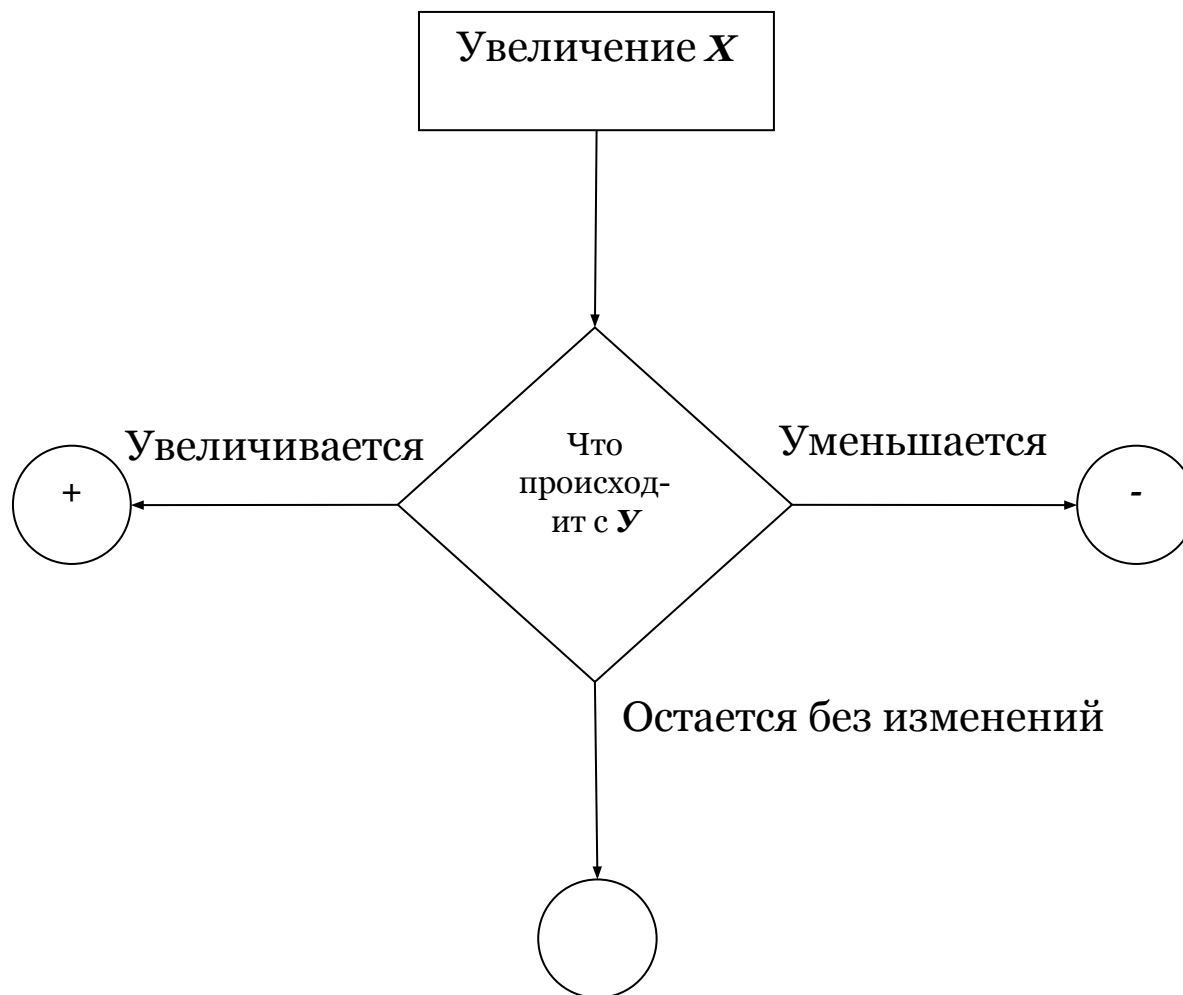 Увеличение X
Увеличивается
Что
происход-
ит с У
Уменьшается
+
-
Остается без изменений